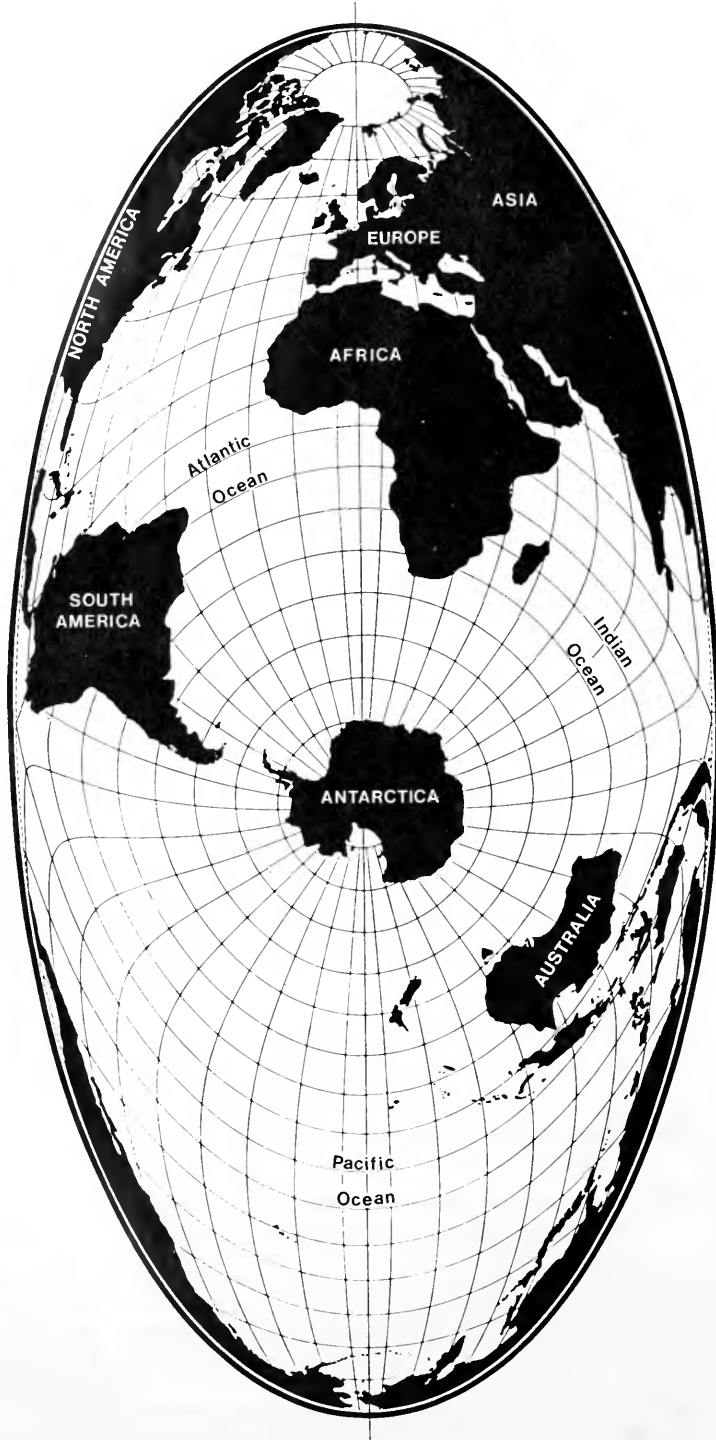 ASIA
EUROPE
NORTH AMERICA
AFRICA
Atlantic
Ocean
SOUTH
AMERICA
Indian
Ocean
ANTARCTICA
AUSTRALIA
Pacific
Ocean